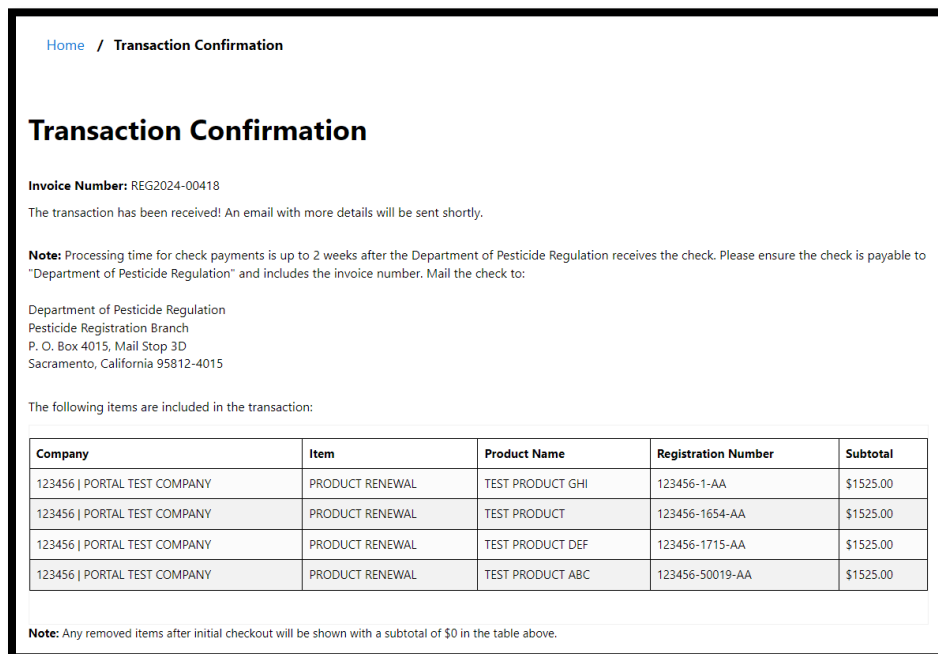 Home / Transaction Confirmation
Transaction Confirmation
Invoice Number: REG2024-00418
The transaction has been received! An email with more details will be sent shortly.
Note: Processing time for check payments is up to 2 weeks after the Department of Pesticide Regulation receives the check. Please ensure the check is payable to
"Department of Pesticide Regulation" and includes the invoice number. Mail the check to:
Department of Pesticide Regulation
Pesticide Registration Branch
P. O. Box 4015, Mail Stop 3D
Sacramento, California 95812-4015
The following items are included in the transaction:
Company Item Product Name Registration Number Subtotal
123456 | PORTAL TEST COMPANY PRODUCT RENEWAL TEST PRODUCT GHI 123456-1-AA $1525.00
123456 | PORTAL TEST COMPANY PRODUCT RENEWAL TEST PRODUCT 123456-1654-AA $1525.00
123456 | PORTAL TEST COMPANY PRODUCT RENEWAL TEST PRODUCT DEF 123456-1715-AA $1525.00
123456 | PORTAL TEST COMPANY PRODUCT RENEWAL TEST PRODUCT ABC 123456-50019-AA $1525.00
Note: Any removed items after initial checkout will be shown with a subtotal of $0 in the table above.